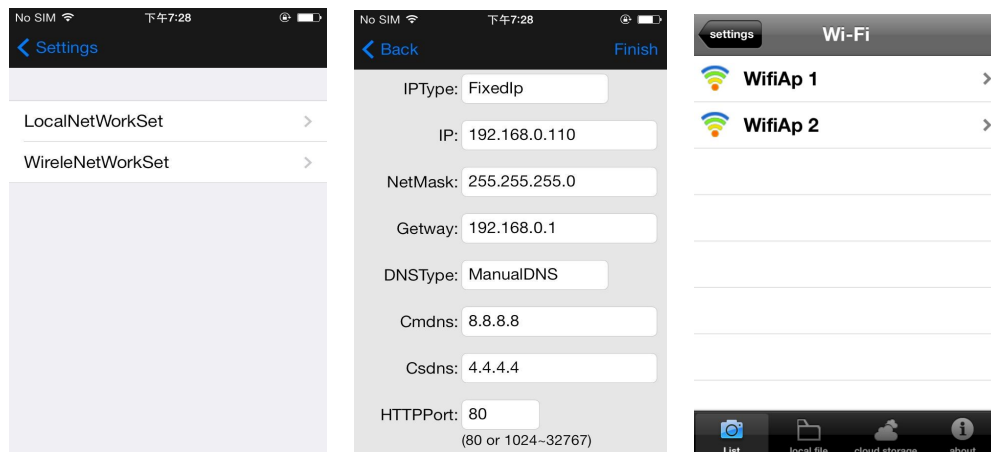 No SIM 下午7:28
Settings
LocalNetWorkSet
WireleNetWorkSet
No SIM 下午7:28
Back Finish
IPType: FixedIp
IP: 192.168.0.110
NetMask: 255.255.255.0
Getway: 192.168.0.1
DNSType: ManualDNS
Cmdns: 8.8.8.8
Csdns: 4.4.4.4
HTTPPort: 80
(80 or 1024~32767)
settings Wi-Fi
WifiAp 1
WifiAp 2
List local file cloud storage about